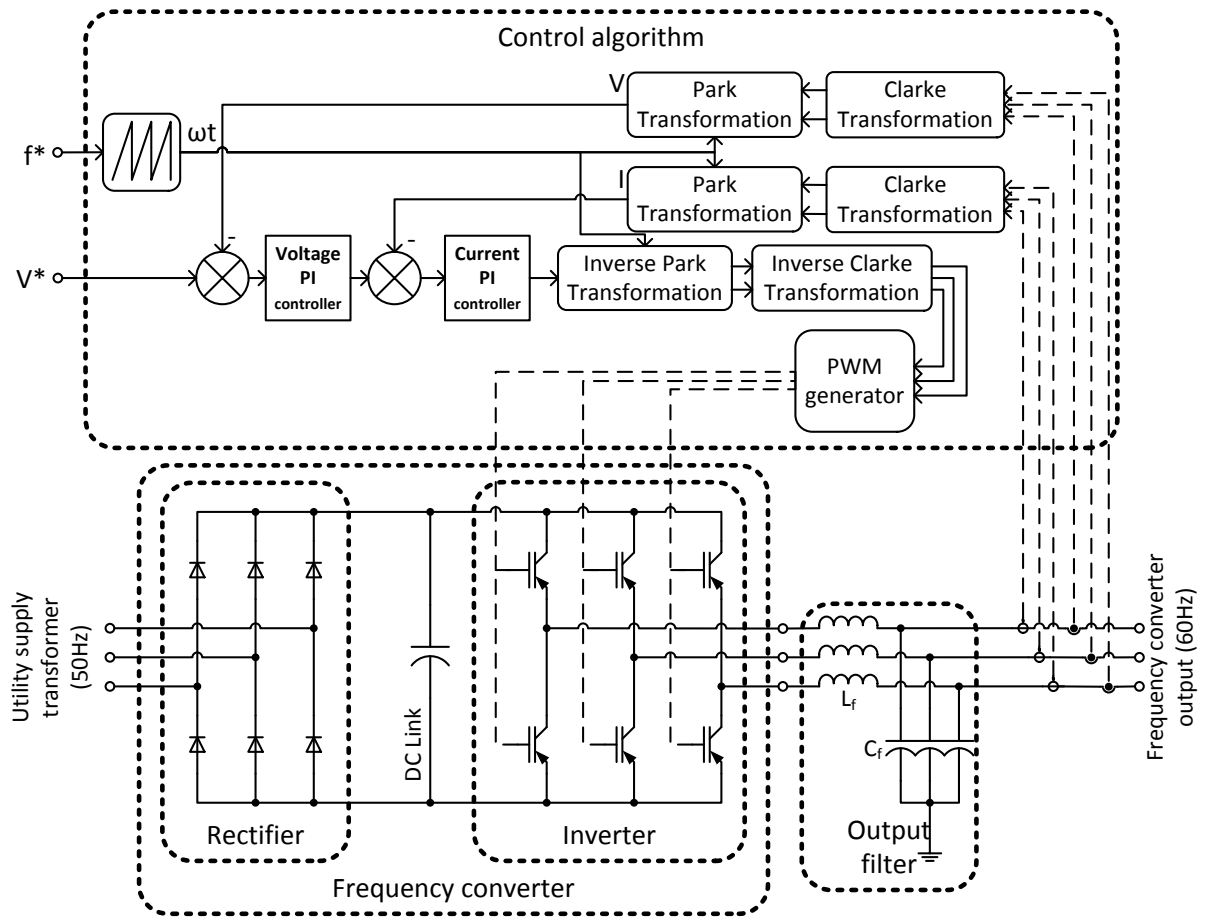 Control algorithm
V
Park
Transformation
Clarke
Transformation
f*
ωt
I
Park
Transformation
Clarke
Transformation
-
-
V*
Voltage
PI
controller
Current
PI
controller
Inverse Park
Transformation
Inverse Clarke
Transformation
PWM
generator
Utility supply
transformer
(50Hz)
DC Link
Lf
Cf
Frequency converter
output (60Hz)
Rectifier
Inverter
Output
filter
Frequency converter